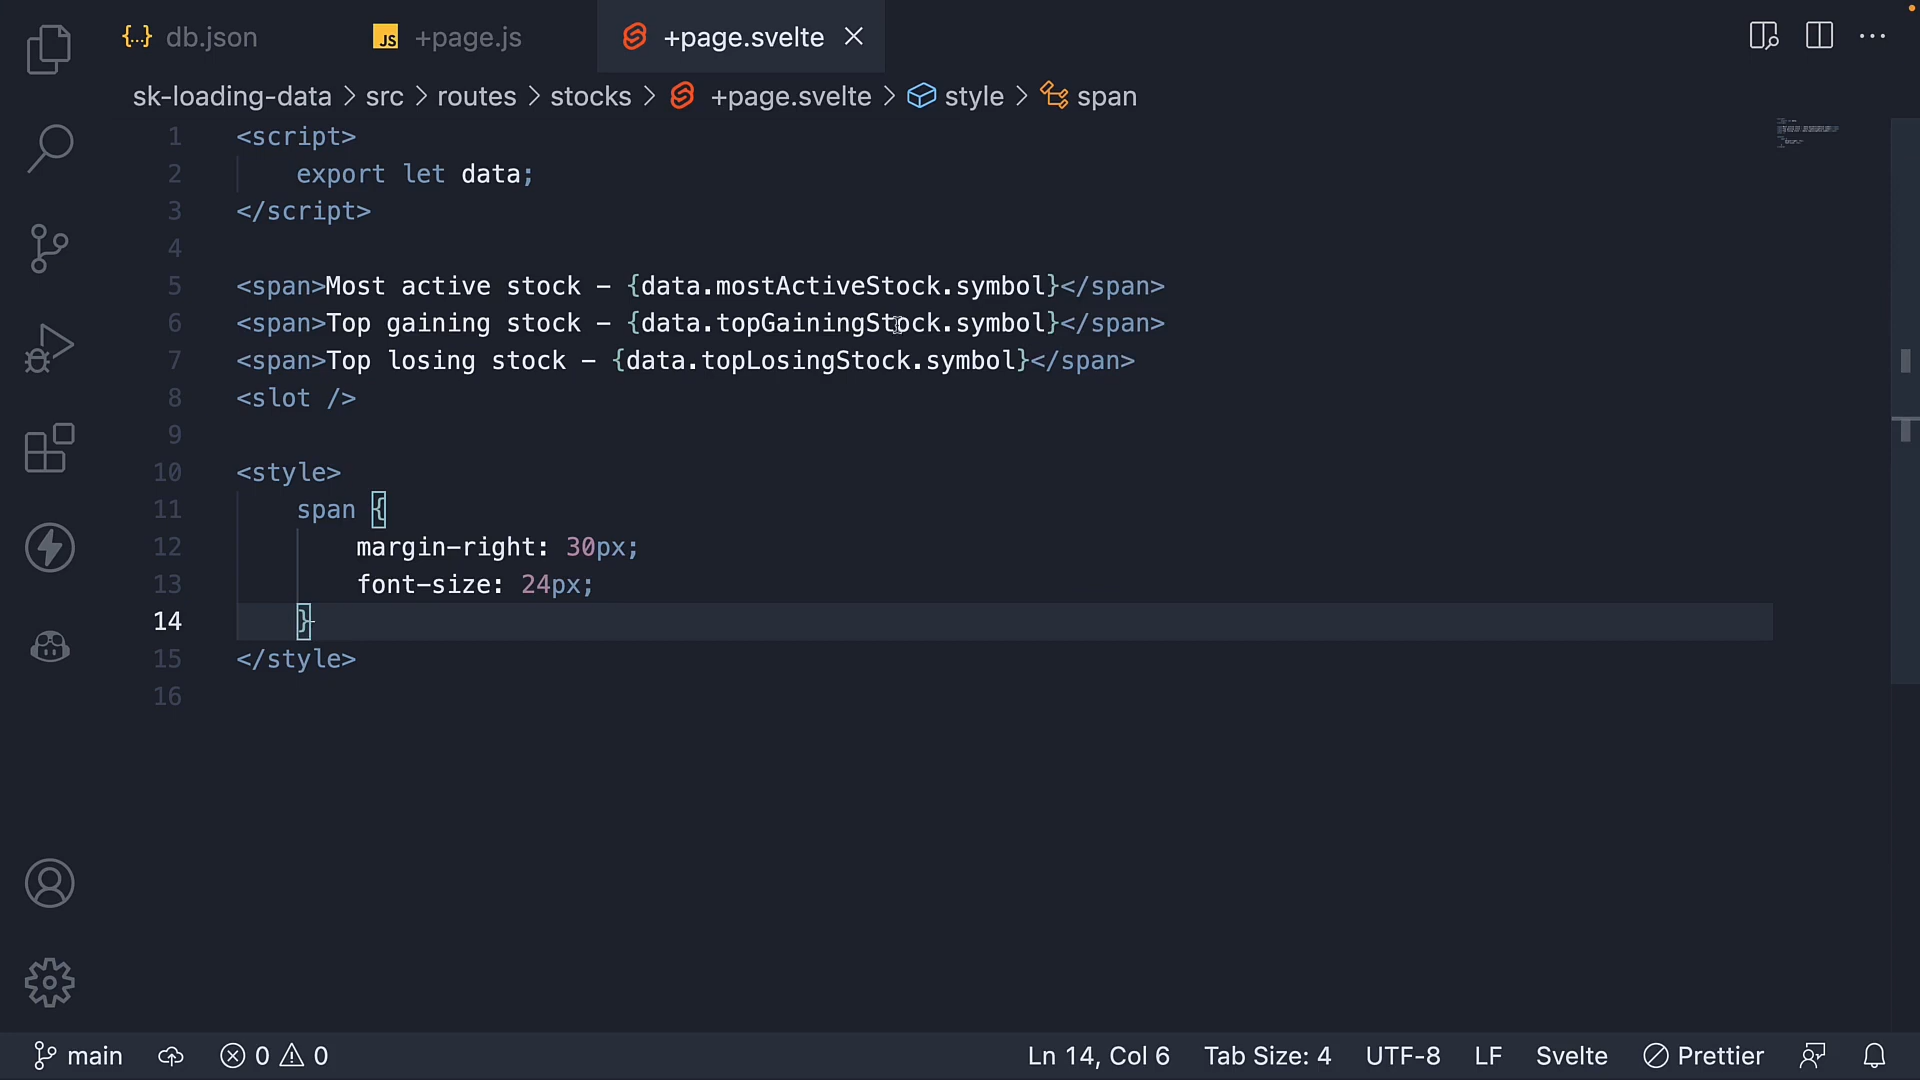 db.json
JS +page.js
+page.svelte
sk-loading-data > src > routes > stocks > +page.svelte > style > span
1 <script>
2 export let data;
3 </script>
4
5 <span>Most active stock - {data.mostActiveStock.symbol}</span>
6 <span>Top gaining stock - {data.topGainingStock.symbol}</span>
7 <span>Top losing stock - {data.topLosingStock.symbol}</span>
8 <slot />
9
10 <style>
11 span {
12 margin-right: 30px;
13 font-size: 24px;
14 }
15 </style>
16
main 0 0 Ln 14, Col 6 Tab Size: 4 UTF-8 LF Svelte Prettier